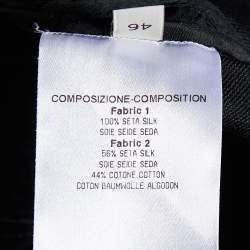 46
COMPOSIZIONE-COMPOSITION
Fabric 1
100% SETA SILK
SOIE SEIDE SEDA
Fabric 2
56% SETA SILK
SOIE SEIDE SEDA
44% COTONE COTTON
COTON BAUMWOLLE ALGODON